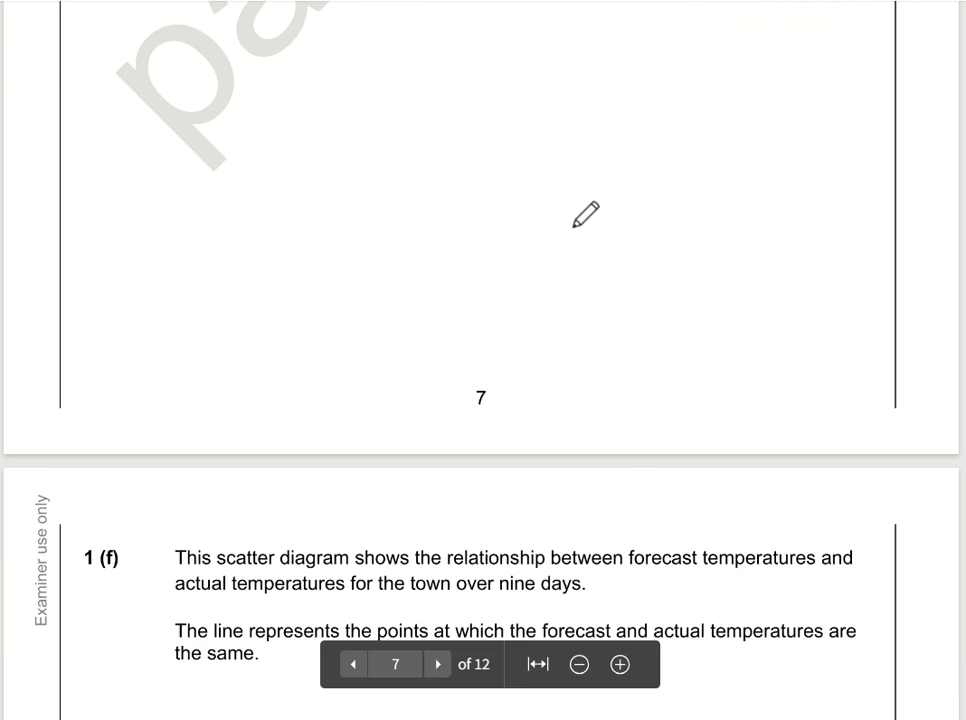 pa
7
Examiner use only
1 (f)
This scatter diagram shows the relationship between forecast temperatures and
actual temperatures for the town over nine days.
The line represents the points at which the forecast and actual temperatures are
the same.
7 of 12